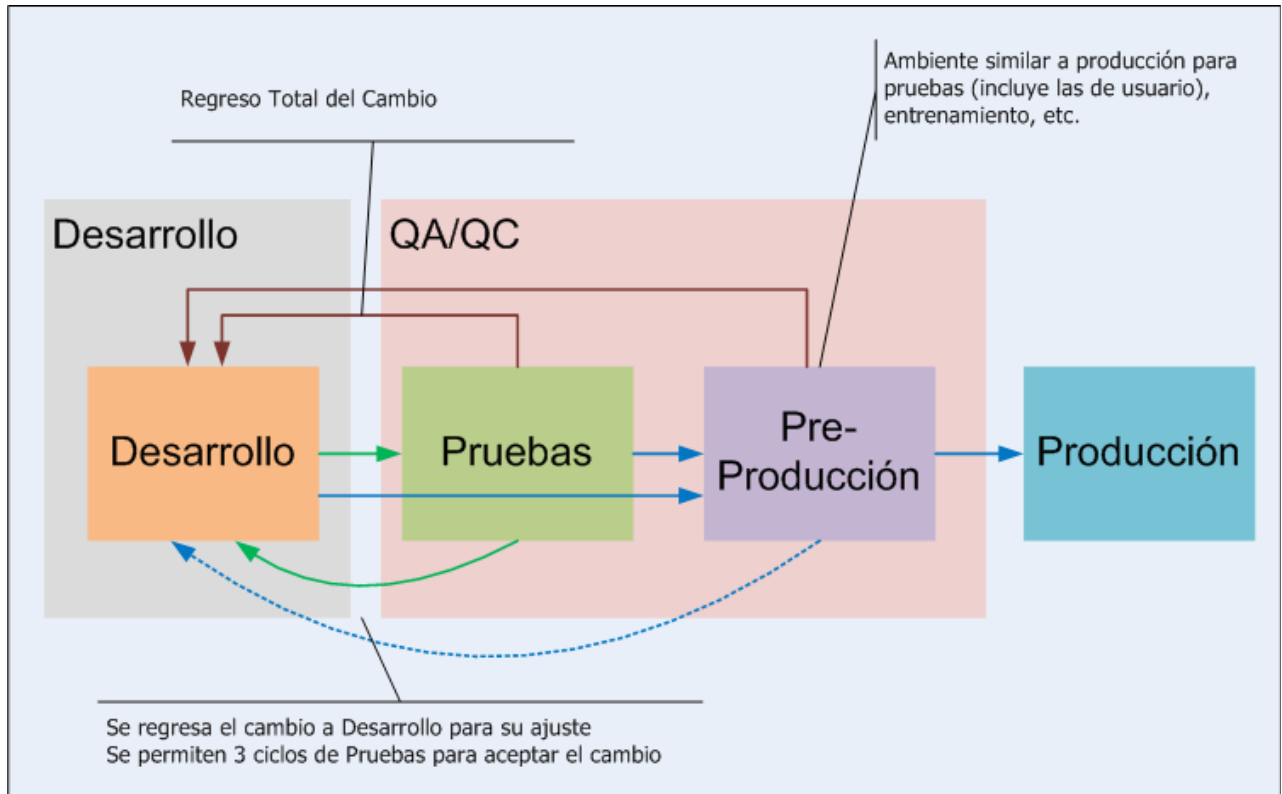 Regreso Total del Cambio
Ambiente similar a producción para
pruebas (incluye las de usuario),
entrenamiento, etc.
Desarrollo
QA/QC
Desarrollo
Pruebas
Pre-
Producción
Producción
Se regresa el cambio a Desarrollo para su ajuste
Se permiten 3 ciclos de Pruebas para aceptar el cambio